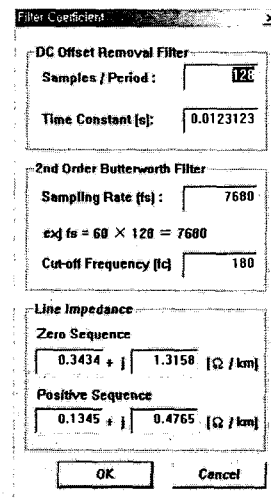 Filter Coefficient
DC Offset Removal Filter
Samples / Period : 128
Time Constant [s]: 0.0123123
2nd Order Butterworth Filter
Sampling Rate (fs) : 7680
ex) fs = 60 × 128 = 7680
Cut-off Frequency (fc) 180
Line Impedance
Zero Sequence
0.3434 + j 1.3158 [Ω / km]
Positive Sequence
0.1345 + j 0.4765 [Ω / km]
OK Cancel